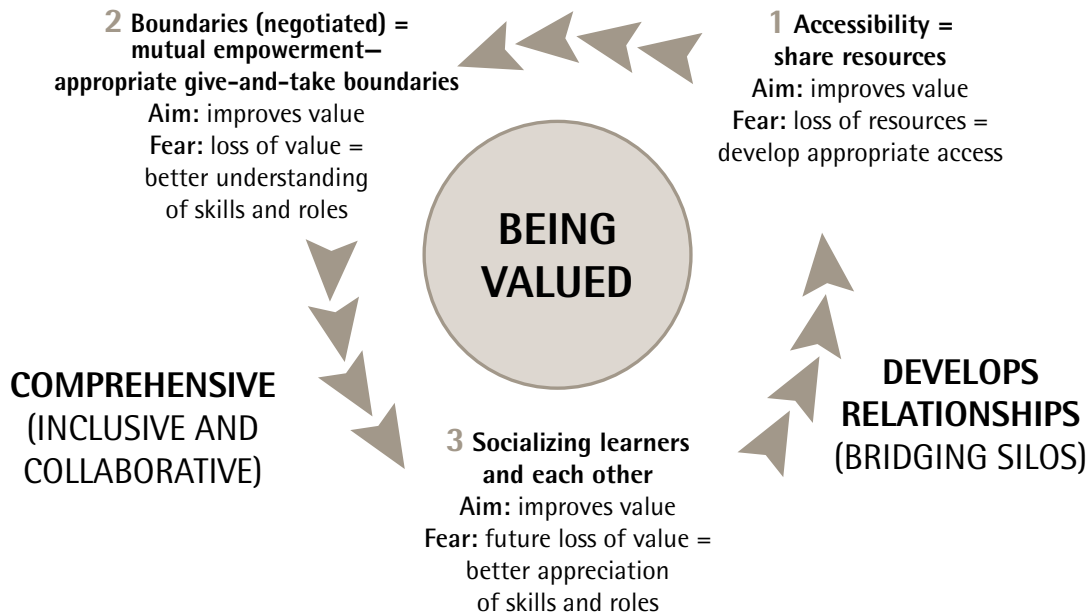 2 Boundaries (negotiated) =
mutual empowerment—
appropriate give-and-take boundaries
Aim: improves value
Fear: loss of value =
better understanding
of skills and roles
1 Accessibility =
share resources
Aim: improves value
Fear: loss of resources =
develop appropriate access
BEING
VALUED
COMPREHENSIVE
(INCLUSIVE AND
COLLABORATIVE)
DEVELOPS
RELATIONSHIPS
(BRIDGING SILOS)
3 Socializing learners
and each other
Aim: improves value
Fear: future loss of value =
better appreciation
of skills and roles